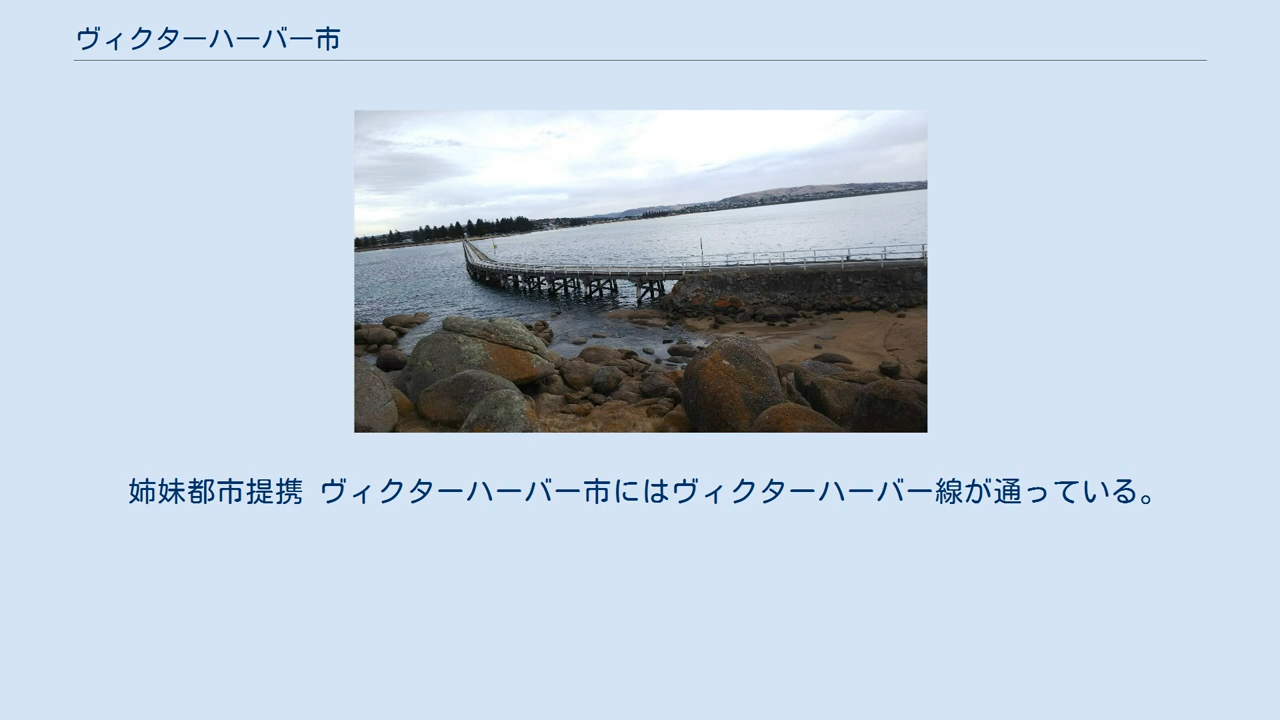 ヴィクターハーバー市
姉妹都市提携 ヴィクターハーバー市にはヴィクターハーバー線が通っている。